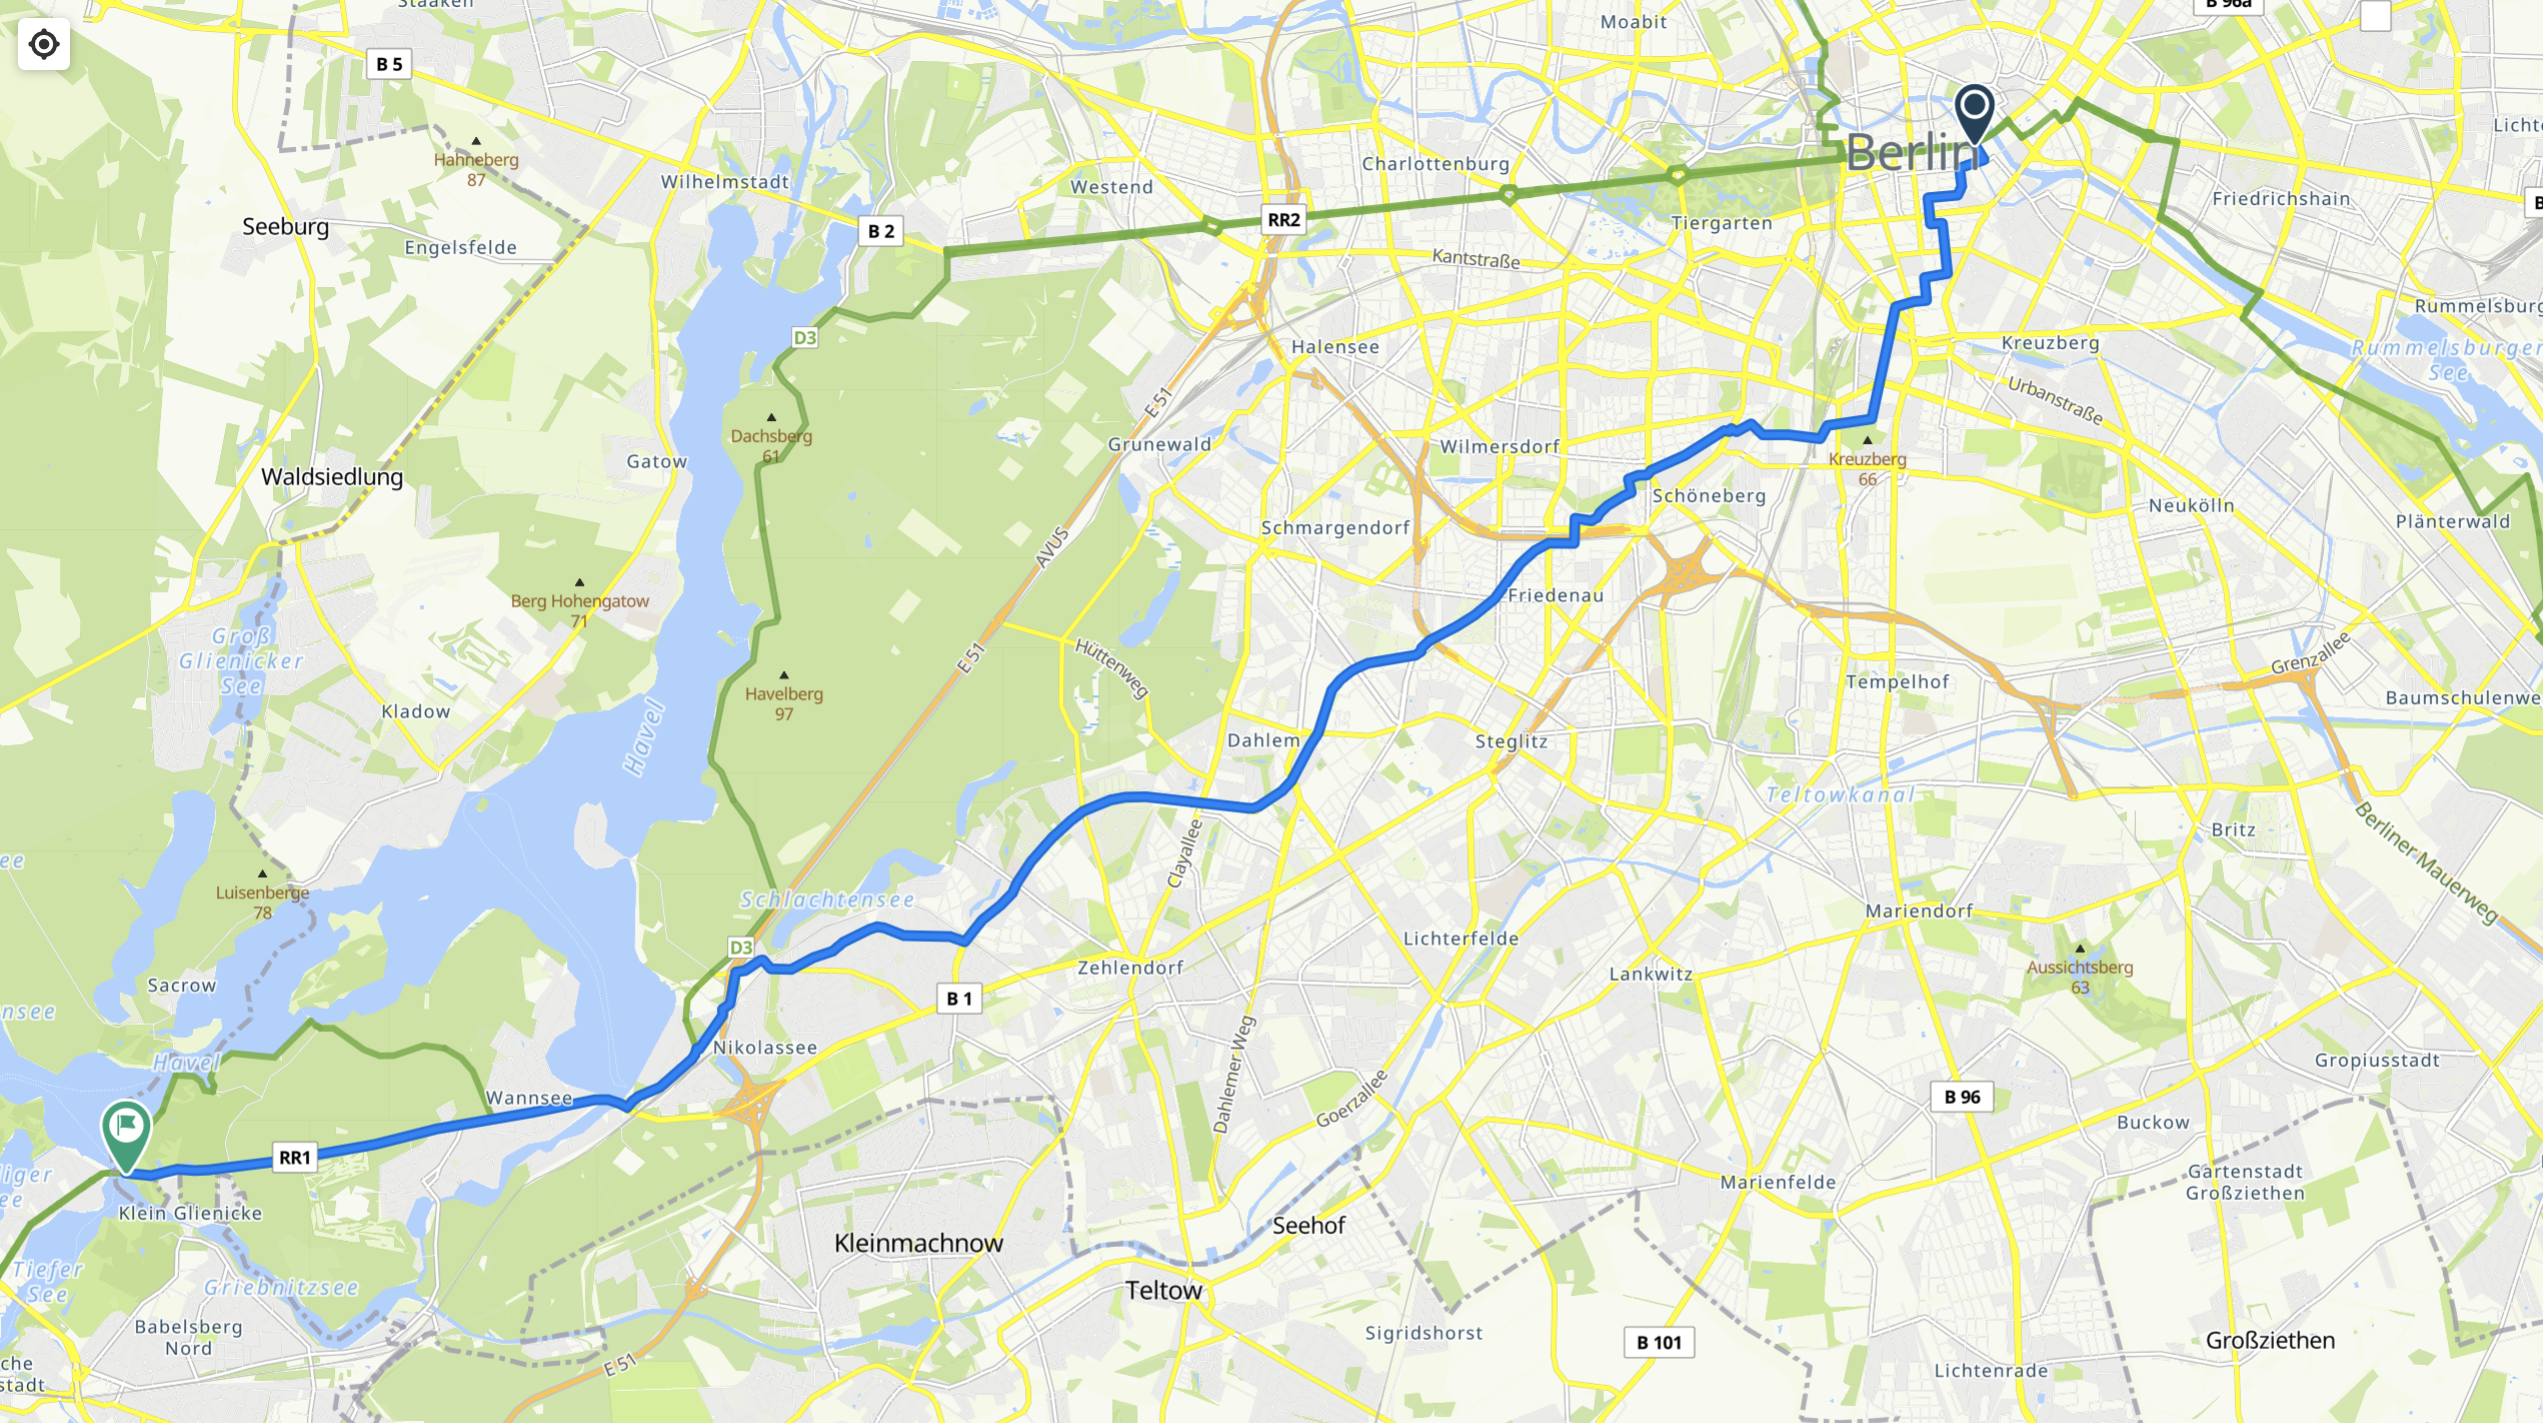 Staaken
Moabit
B 96a
B 5
Hahneberg
87
Wilhelmstadt
Westend
Charlottenburg
Berlin
Friedrichshain
Seeburg
Engelsfelde
B 2
RR2
Tiergarten
Kantstraße
D3
Halensee
Kreuzberg
Rummelsburg
Rummelsburger
See
Dachsberg
61
Urbanstraße
E 51
Grunewald
Wilmersdorf
Kreuzberg
66
Gatow
Waldsiedlung
Schöneberg
Neukölln
Plänterwald
Schmargendorf
AVUS
Berg Hohengatow
71
Friedenau
Groß
Glienicker
See
E 51
Hüttenweg
Grenzallee
Havelberg
97
Tempelhof
Baumschulenwe
Kladow
Havel
Dahlem
Steglitz
Teltowkanal
Britz
Berliner Mauerweg
Clayallee
Luisenberge
78
Schlachtensee
Mariendorf
D3
Lichterfelde
Zehlendorf
Lankwitz
Aussichtsberg
63
Sacrow
B 1
nsee
Havel
Nikolassee
Dahlemer Weg
Goerzallee
Gropiusstadt
Wannsee
B 96
Buckow
RR1
Gartenstadt
Großziethen
Marienfelde
Klein Glienicke
Kleinmachnow
Seehof
Tiefer
See
Griebnitzsee
Teltow
Babelsberg
Nord
Sigridshorst
B 101
Großziethen
E 51
Lichtenrade